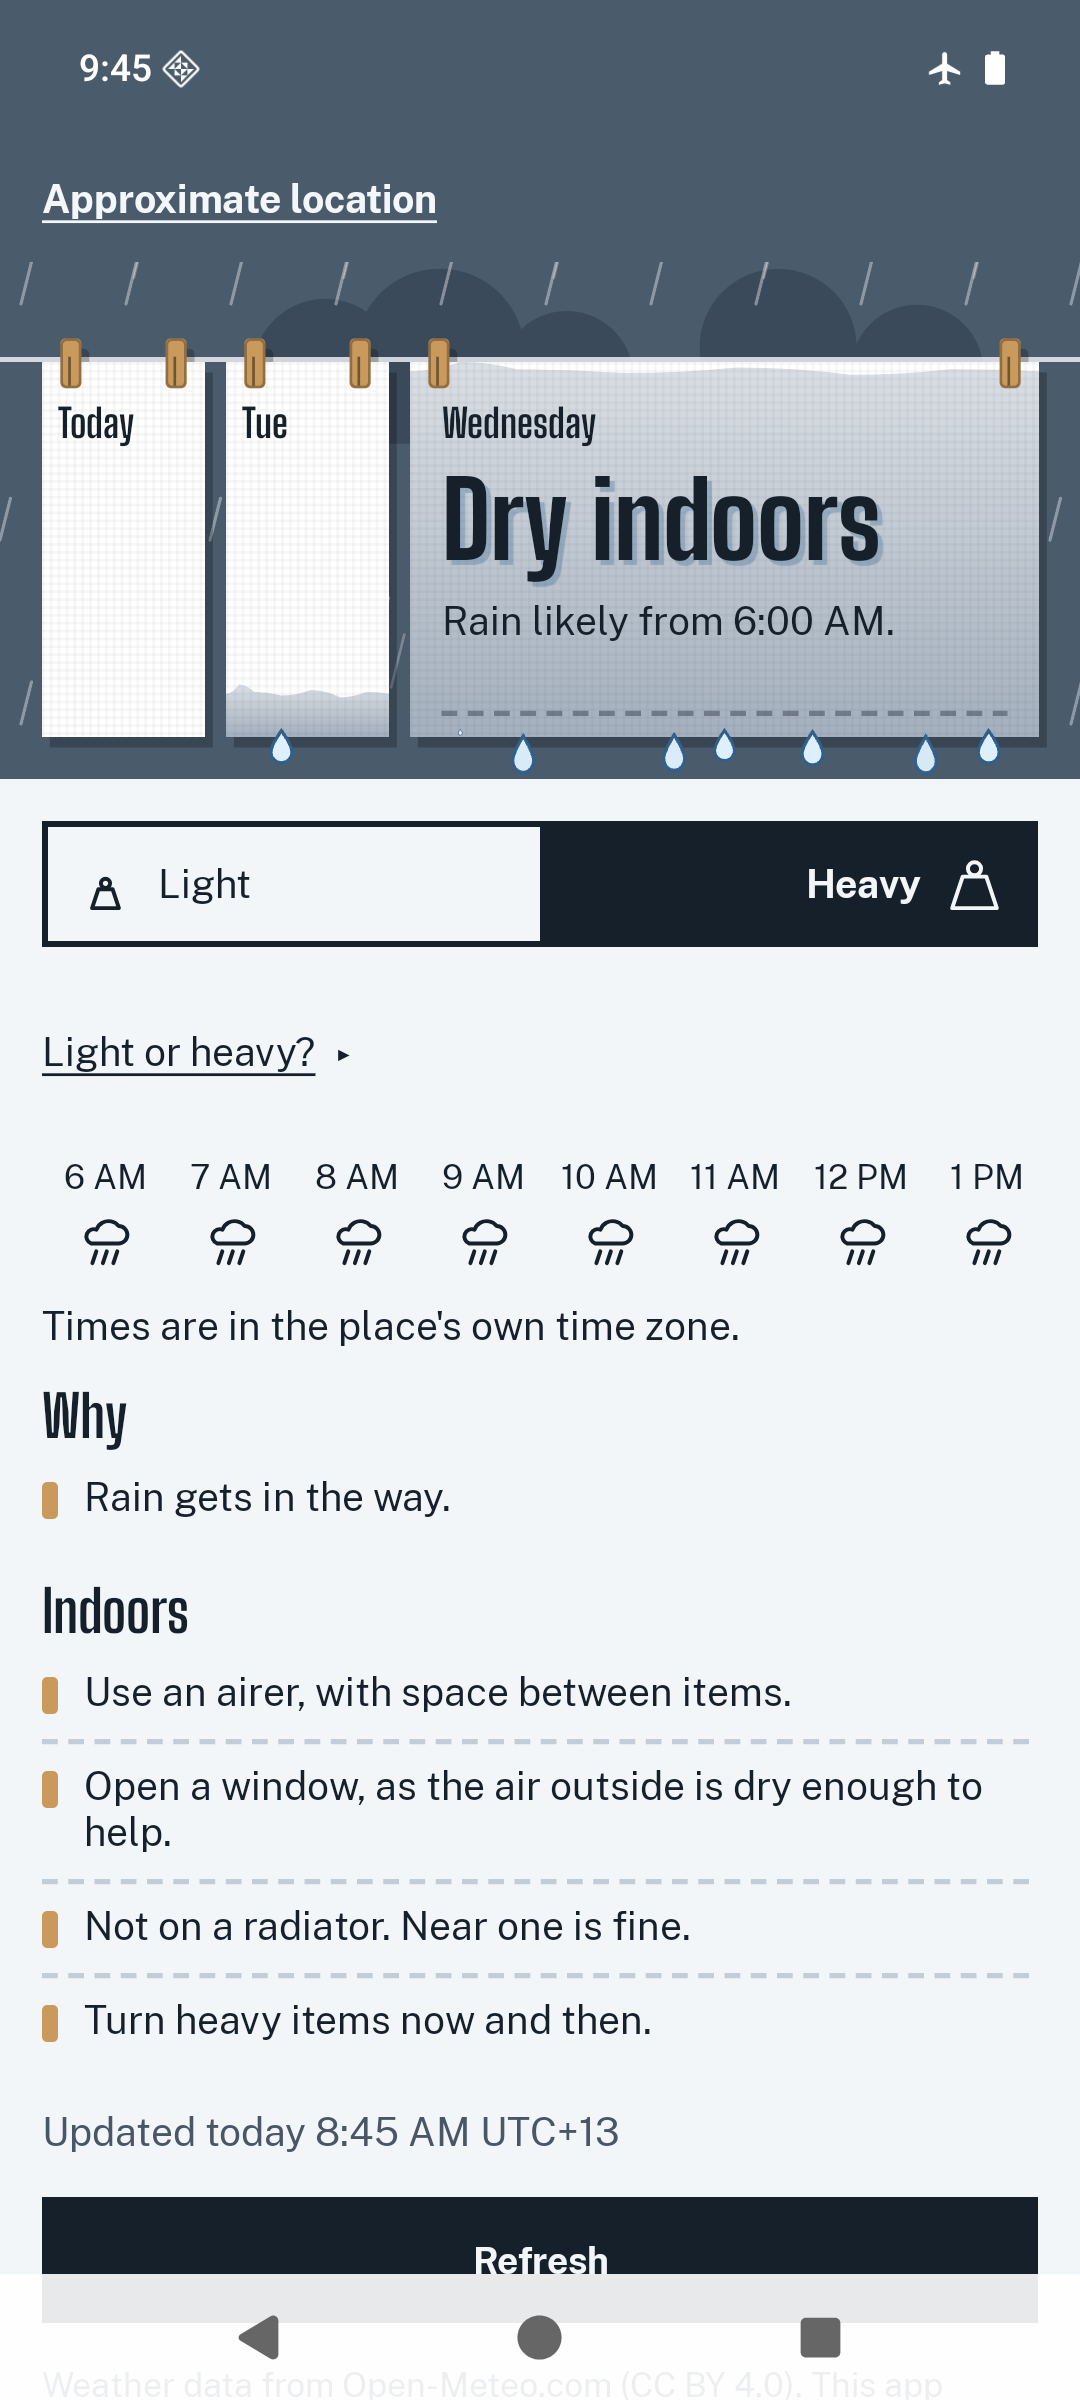 9:45
Approximate location
Today
Tue
Wednesday
Dry indoors
Rain likely from 6:00 AM.
Light
Heavy
Light or heavy?
6 AM 7 AM 8 AM 9 AM 10 AM 11 AM 12 PM 1 PM
Times are in the place's own time zone.
Why
Rain gets in the way.
Indoors
Use an airer, with space between items.
Open a window, as the air outside is dry enough to
help.
Not on a radiator. Near one is fine.
Turn heavy items now and then.
Updated today 8:45 AM UTC+13
Refresh
Weather data from Open-Meteo.com (CC BY 4.0). This app